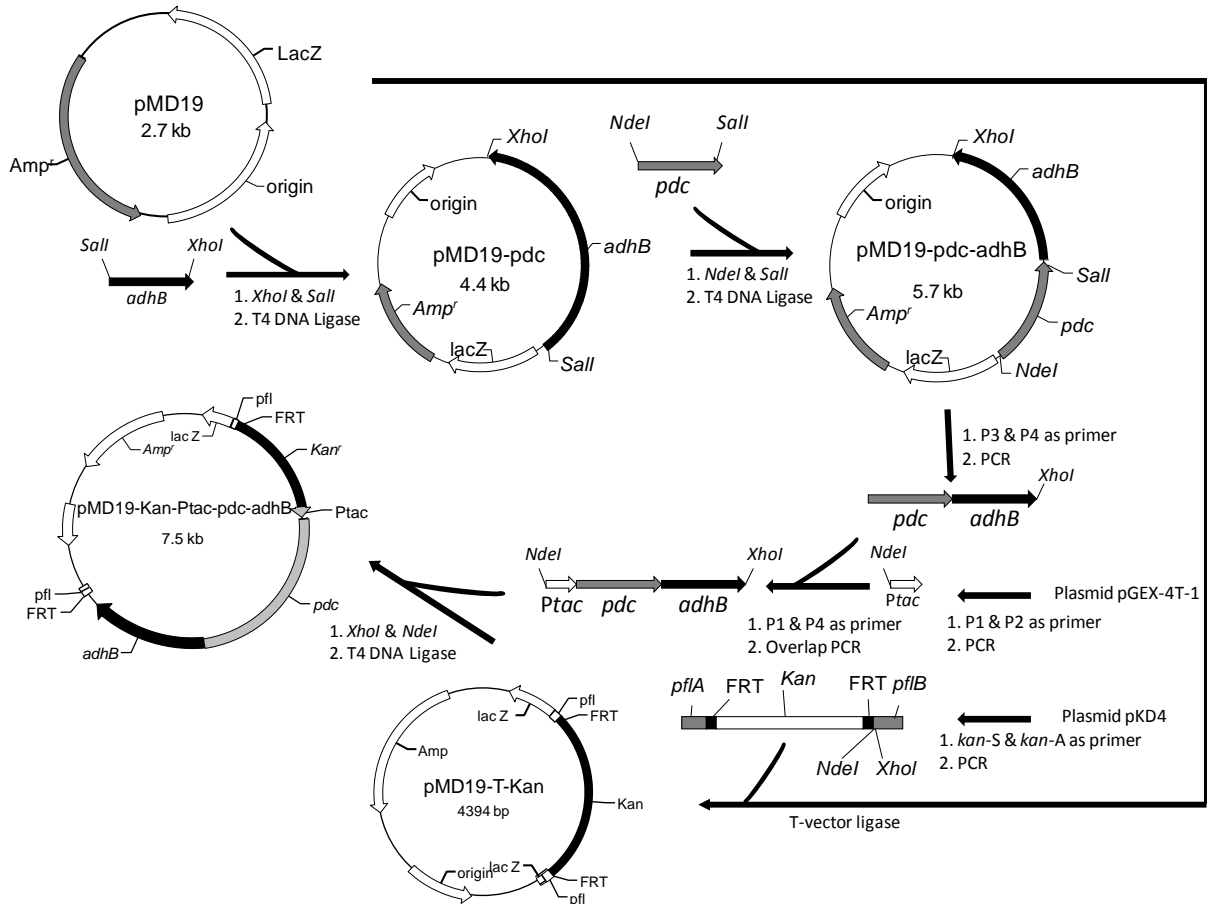 LacZ
pMD19
2.7 kb
Ampr
origin
SalI
XhoI
adhB
1. XhoI & SalI
2. T4 DNA Ligase
XhoI
origin
pMD19-pdc
4.4 kb
adhB
Ampr
lacZ
SalI
NdeI
SalI
pdc
1. NdeI & SalI
2. T4 DNA Ligase
XhoI
adhB
origin
pMD19-pdc-adhB
5.7 kb
SalI
Ampr
pdc
lacZ
NdeI
1. P3 & P4 as primer
2. PCR
XhoI
pdc
adhB
pfl
FRT
lac Z
Ampr
Kanr
pMD19-Kan-Ptac-pdc-adhB
7.5 kb
Ptac
pfl
FRT
pdc
adhB
1. XhoI & NdeI
2. T4 DNA Ligase
NdeI
XhoI
Ptac
pdc
adhB
1. P1 & P4 as primer
2. Overlap PCR
NdeI
Ptac
Plasmid pGEX-4T-1
1. P1 & P2 as primer
2. PCR
pflA
FRT
Kan
FRT
pflB
NdeI
XhoI
Plasmid pKD4
1. kan-S & kan-A as primer
2. PCR
pfl
lac Z
FRT
Amp
pMD19-T-Kan
4394 bp
Kan
origin
lac Z
FRT
pfl
T-vector ligase